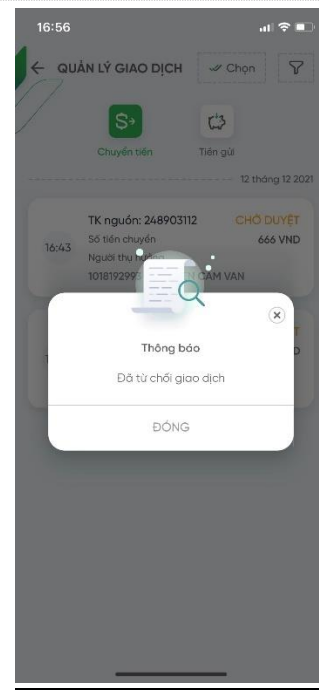 16:56
QUẢN LÝ GIAO DỊCH
Chọn
Chuyển tiền
Tiền gửi
12 tháng 12 2021
TK nguồn: 248903112
CHỜ DUYỆT
16:43
Số tiền chuyển
666 VND
Người thụ hưởng
CAM VAN
Thông báo
Đã từ chối giao dịch
ĐÓNG